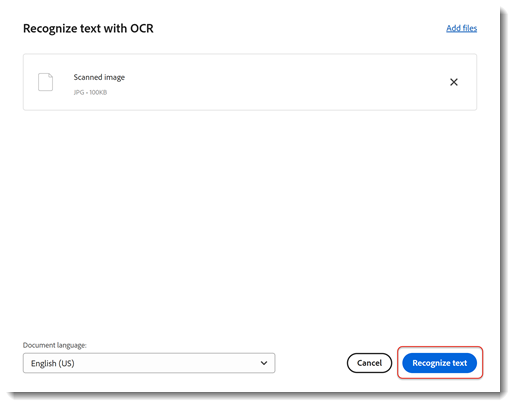 Recognize text with OCR
Add files
Scanned image
JPG • 100KB
Document language:
English (US)
Cancel
Recognize text